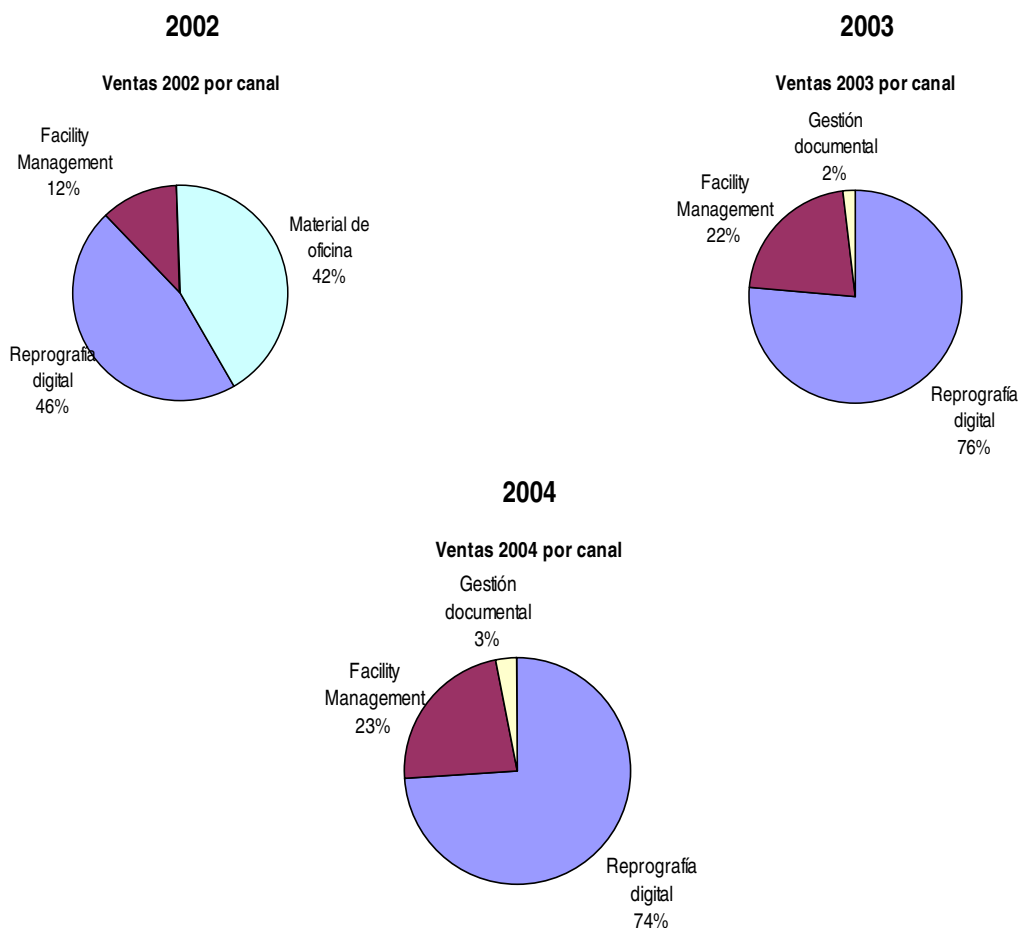 2002
Ventas 2002 por canal
Facility
Management
12%
Material de
oficina
42%
Reprografía
digital
46%
2003
Ventas 2003 por canal
Gestión
documental
2%
Facility
Management
22%
Reprografía
digital
76%
2004
Ventas 2004 por canal
Gestión
documental
3%
Facility
Management
23%
Reprografía
digital
74%